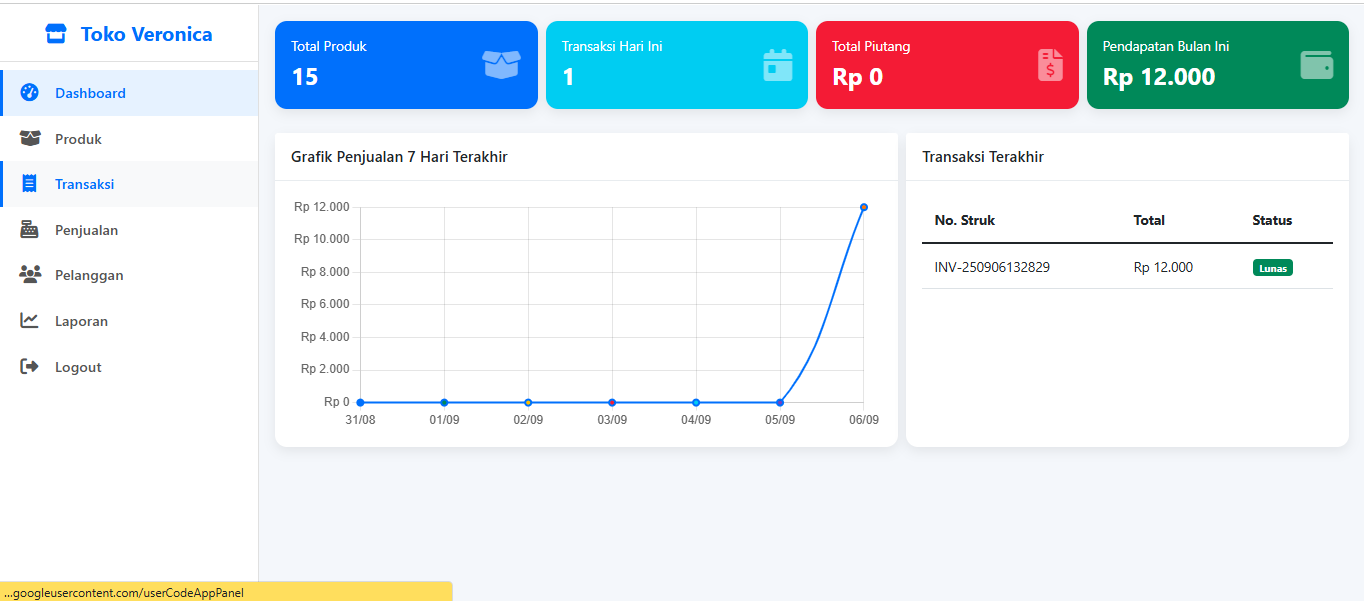 Toko Veronica
Dashboard
Produk
Transaksi
Penjualan
Pelanggan
Laporan
Logout
Total Produk
15
Transaksi Hari Ini
1
Total Piutang
Rp 0
Pendapatan Bulan Ini
Rp 12.000
Grafik Penjualan 7 Hari Terakhir
Rp 12.000
Rp 10.000
Rp 8.000
Rp 6.000
Rp 4.000
Rp 2.000
Rp 0
31/08 01/09 02/09 03/09 04/09 05/09 06/09
Transaksi Terakhir
No. Struk Total Status
INV-250906132829 Rp 12.000 Lunas
...googleusercontent.com/userCodeAppPanel